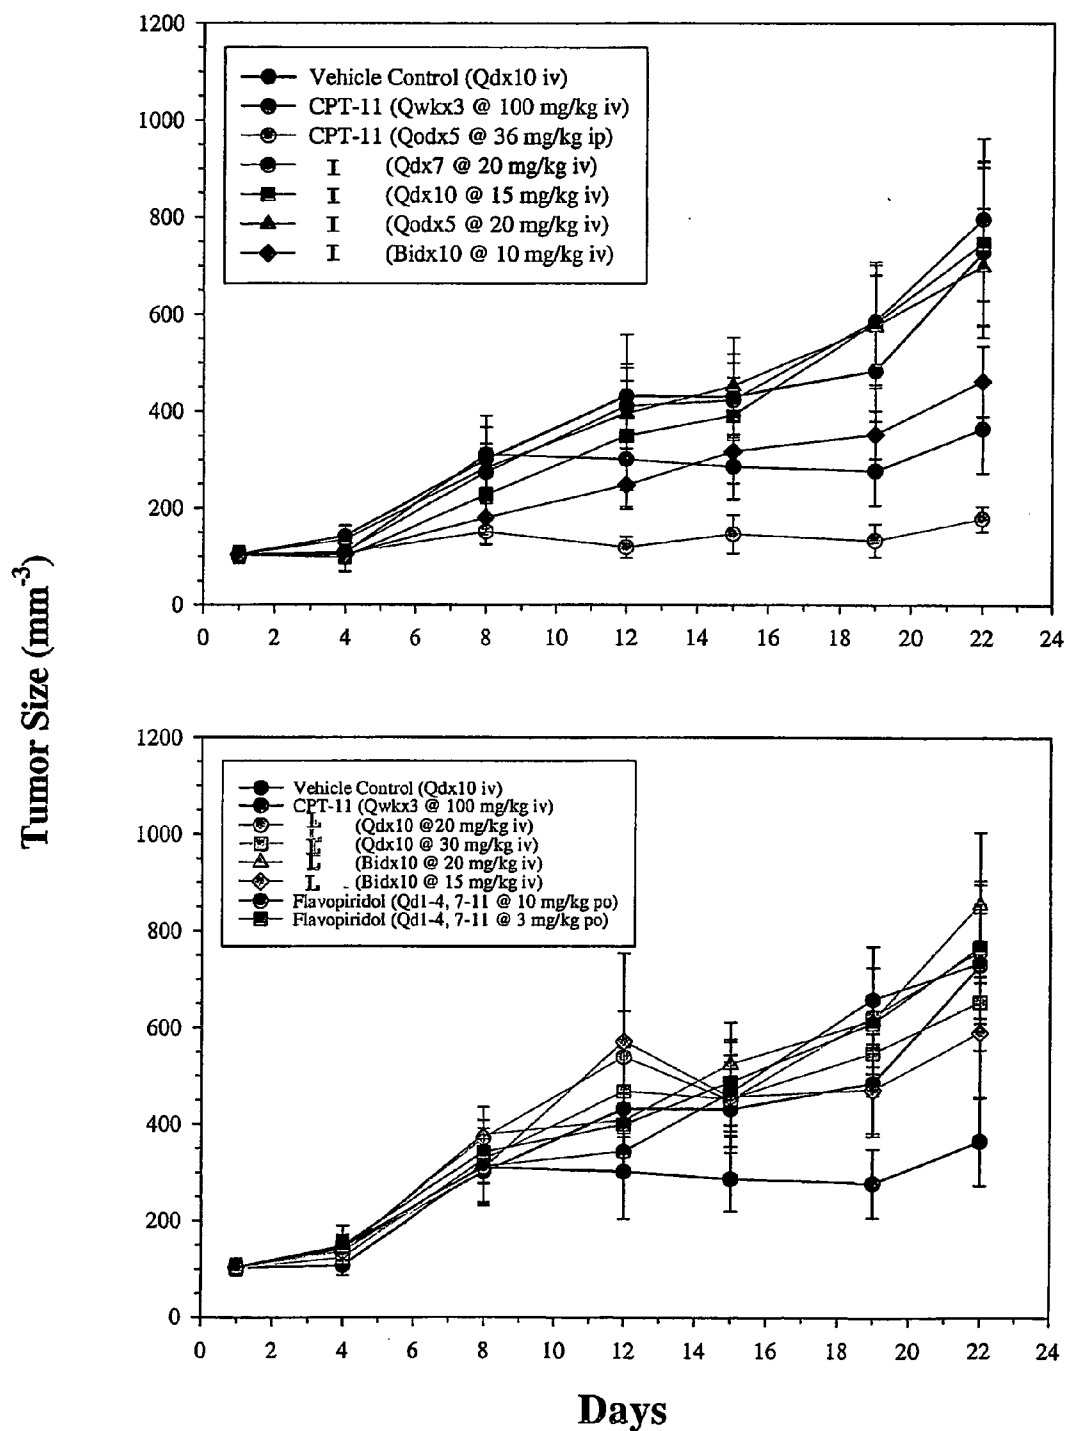 1200
1000
800
600
400
200
0
Vehicle Control (Qdx10 iv)
CPT-11 (Qwkx3 @ 100 mg/kg iv)
CPT-11 (Qodx5 @ 36 mg/kg ip)
I (Qdx7 @ 20 mg/kg iv)
I (Qdx10 @ 15 mg/kg iv)
I (Qodx5 @ 20 mg/kg iv)
I (Bidx10 @ 10 mg/kg iv)
0 2 4 6 8 10 12 14 16 18 20 22 24
Tumor Size (mm-3)
1200
1000
800
600
400
200
0
Vehicle Control (Qdx10 iv)
CPT-11 (Qwkx3 @ 100 mg/kg iv)
L (Qdx10 @20 mg/kg iv)
L (Qdx10 @ 30 mg/kg iv)
L (Bidx10 @ 20 mg/kg iv)
L (Bidx10 @ 15 mg/kg iv)
Flavopiridol (Qd1-4, 7-11 @ 10 mg/kg po)
Flavopiridol (Qd1-4, 7-11 @ 3 mg/kg po)
0 2 4 6 8 10 12 14 16 18 20 22 24
Days